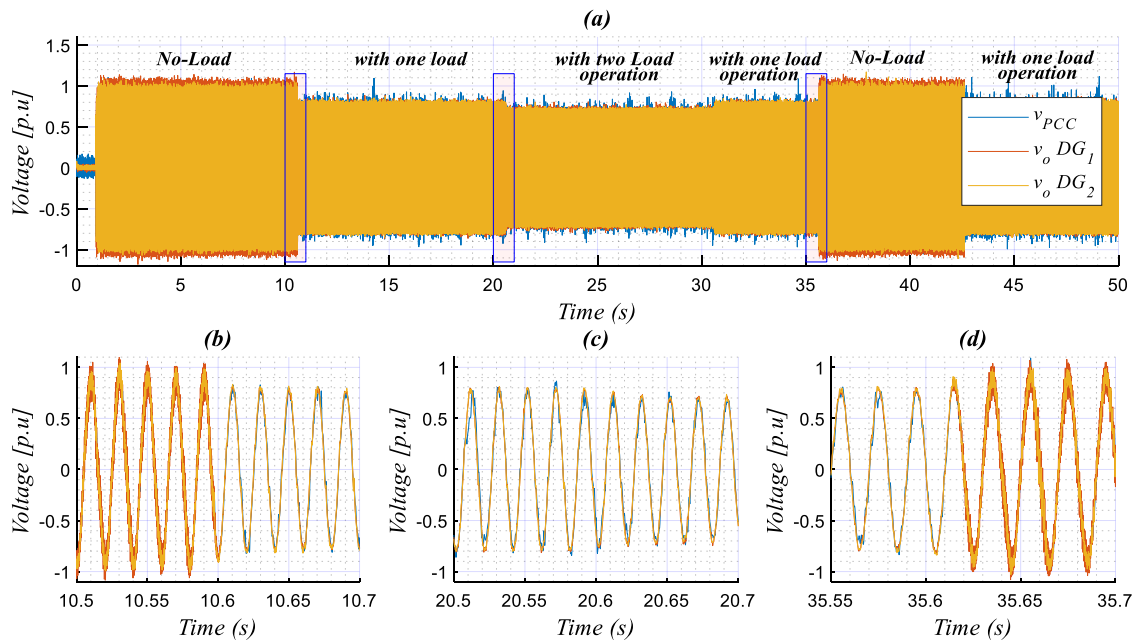 (a)
No-Load
with one load
with two Load
operation
with one load
operation
No-Load
with one load
operation
Voltage [p.u]
1.5
1
0.5
0
-0.5
-1
v_PCC
v_o DG_1
v_o DG_2
0 5 10 15 20 25 30 35 40 45 50
Time (s)
(b)
Voltage [p.u]
1
0.5
0
-0.5
-1
10.5 10.55 10.6 10.65 10.7
Time (s)
(c)
Voltage [p.u]
1
0.5
0
-0.5
-1
20.5 20.55 20.6 20.65 20.7
Time (s)
(d)
Voltage [p.u]
1
0.5
0
-0.5
-1
35.55 35.6 35.65 35.7
Time (s)